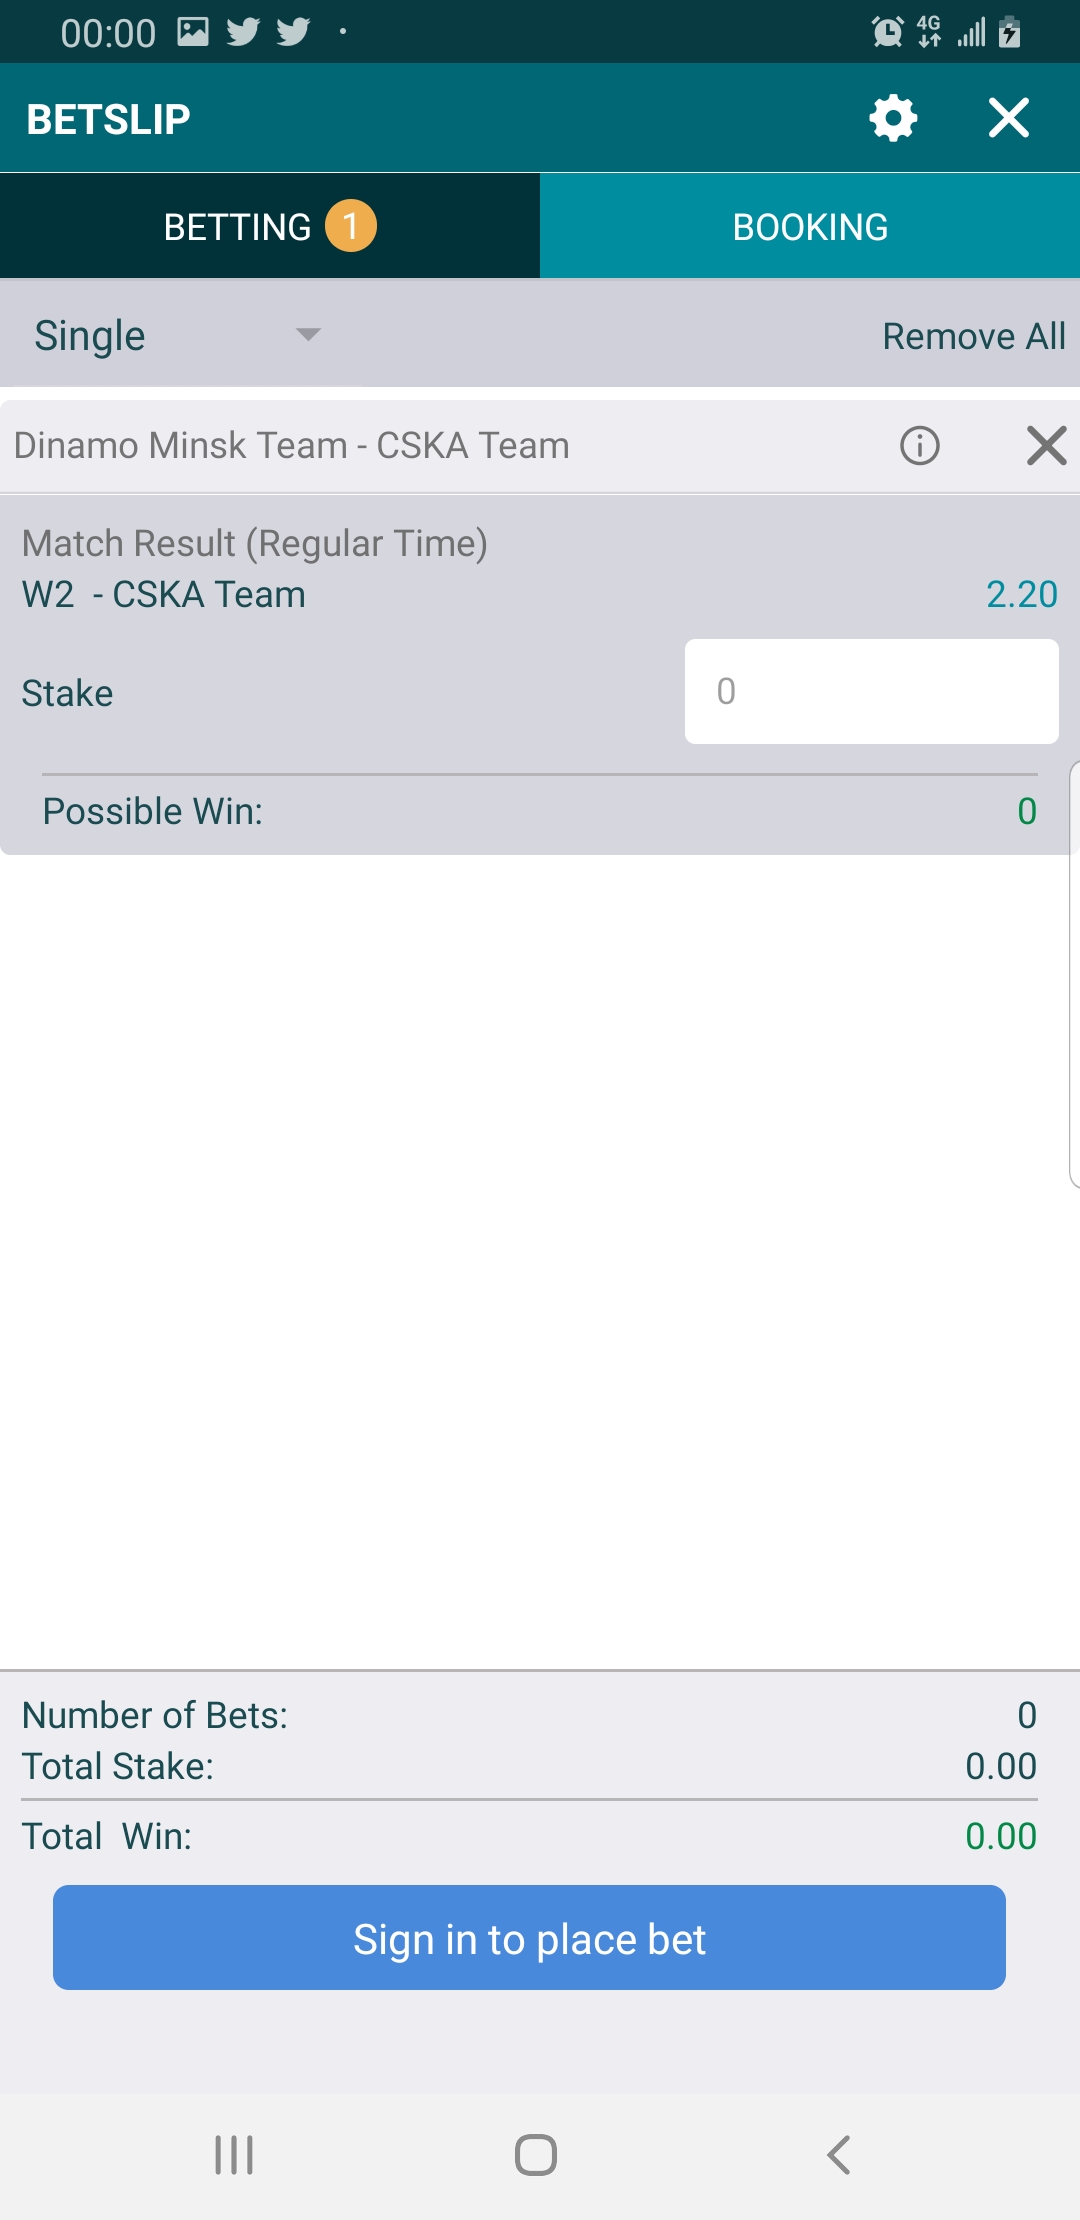 00:00
4G
BETSLIP
BETTING 1
BOOKING
Single
Remove All
Dinamo Minsk Team - CSKA Team
Match Result (Regular Time)
W2 - CSKA Team 2.20
Stake 0
Possible Win: 0
Number of Bets: 0
Total Stake: 0.00
Total Win: 0.00
Sign in to place bet